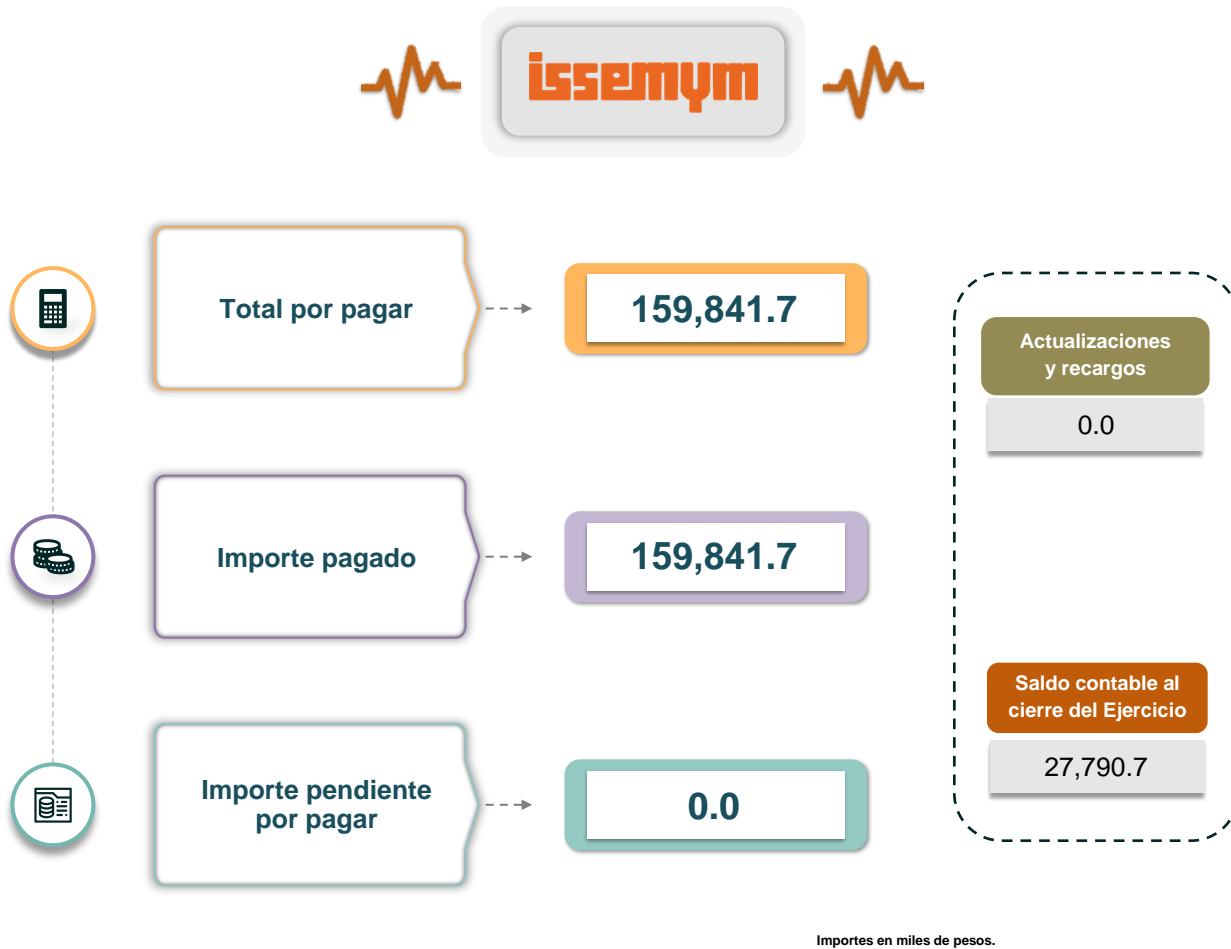 issemym
Total por pagar
159,841.7
Importe pagado
159,841.7
Importe pendiente
por pagar
0.0
Actualizaciones
y recargos
0.0
Saldo contable al
cierre del Ejercicio
27,790.7
Importes en miles de pesos.